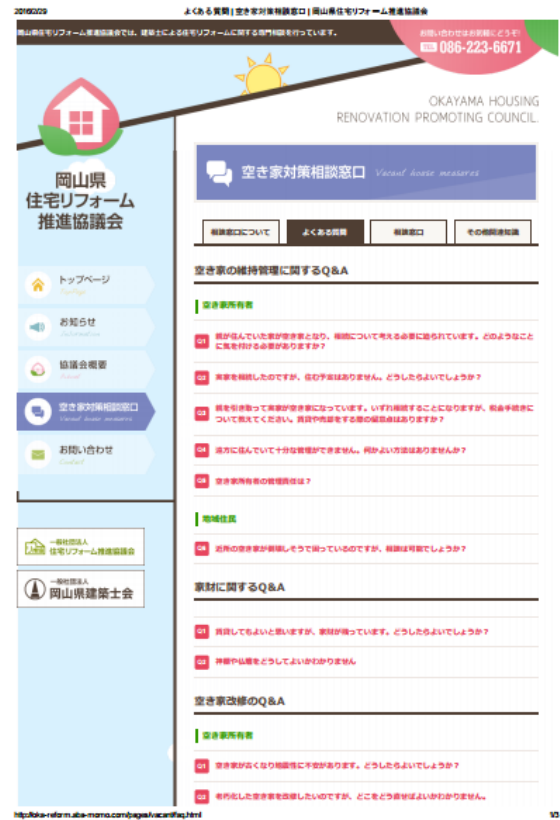 2016/2/29
よくある質問 | 空き家対策相談窓口 | 岡山県住宅リフォーム推進協議会
岡山県住宅リフォーム推進協議会では、建築士による住宅リフォームに関する専門相談を行っています。
お問い合わせはお気軽にどうぞ!
TEL 086-223-6671
OKAYAMA HOUSING
RENOVATION PROMOTING COUNCIL.
岡山県
住宅リフォーム
推進協議会
トップページ
TopPage
お知らせ
Information
協議会概要
About
空き家対策相談窓口
Vacant house measures
お問い合わせ
Contact
一般社団法人
住宅リフォーム推進協議会
一般社団法人
岡山県建築士会
空き家対策相談窓口 Vacant house measures
相談窓口について
よくある質問
相談窓口
その他関連知識
空き家の維持管理に関するQ&A
空き家所有者
Q1 親が住んでいた家が空き家となり、相続について考える必要に迫られています。どのようなこと
に気を付ける必要がありますか?
Q2 実家を相続したのですが、住む予定はありません。どうしたらよいでしょうか?
Q3 親を引き取って実家が空き家になっています。いずれ相続することになりますが、税金手続きに
ついて教えてください。賃貸や売却をする際の留意点はありますか?
Q4 遠方に住んでいて十分な管理ができません。何かよい方法はありませんか?
Q5 空き家所有者の管理責任は?
地域住民
Q6 近所の空き家が崩壊しそうで困っているのですが、相談は可能でしょうか?
家財に関するQ&A
Q1 賃貸してもよいと思いますが、家財が残っています。どうしたらよいでしょうか?
Q2 神棚や仏壇をどうしてよいかわかりません
空き家改修のQ&A
空き家所有者
Q1 空き家が古くなり地震性に不安があります。どうしたらよいでしょうか?
Q2 老朽化した空き家を改修したいのですが、どこをどう直せばよいかわかりません。
http://oka-reform.aba-momo.com/pages/vacant/faq.html
1/3